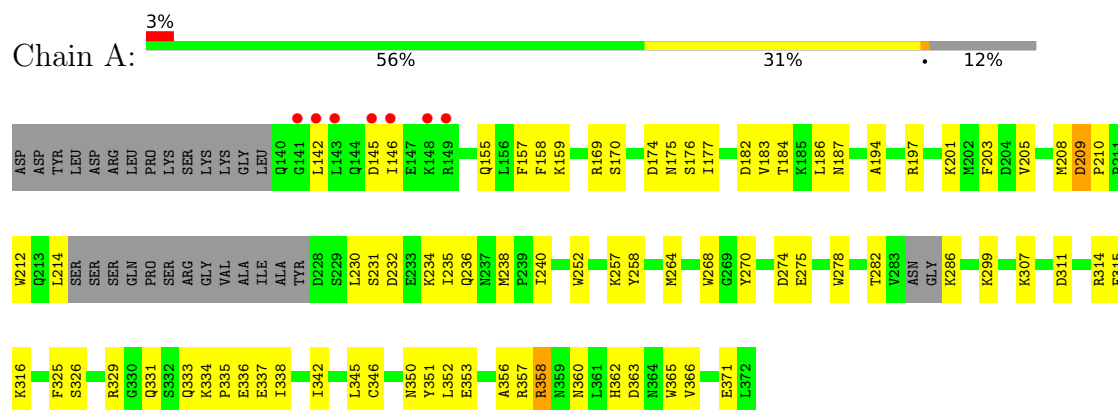 3%
Chain A:
56% 31% • 12%
ASP ASP TYR LEU ASP ARG LEU PRO LYS SER LYS LYS GLY LEU Q140 G141 L142 L143 Q144 D145 I146 E147 K148 R149 Q155 L156 F157 F158 K159 R169 S170 D174 N175 S176 I177 D182 V183 T184 K185 L186 N187 A194 R197 K201 M202 F203 D204 V205 M208 D209 P210
W212 Q213 L214 SER SER SER GLN PRO SER ARG GLY VAL ALA ILE ALA TYR D228 S229 L230 S231 D232 E233 K234 I235 Q236 N237 M238 P239 I240 W252 K257 Y258 M264 W268 G269 Y270 D274 E275 W278 T282 V283 ASN GLY K286 K299 K307 D311 R314
K316 F325 S326 R329 G330 Q331 S332 Q333 K334 P335 E336 E337 I338 I342 L345 C346 N350 Y351 L352 E353 A356 R357 R358 N359 N360 L361 H362 D363 N364 W365 V366 E371 L372